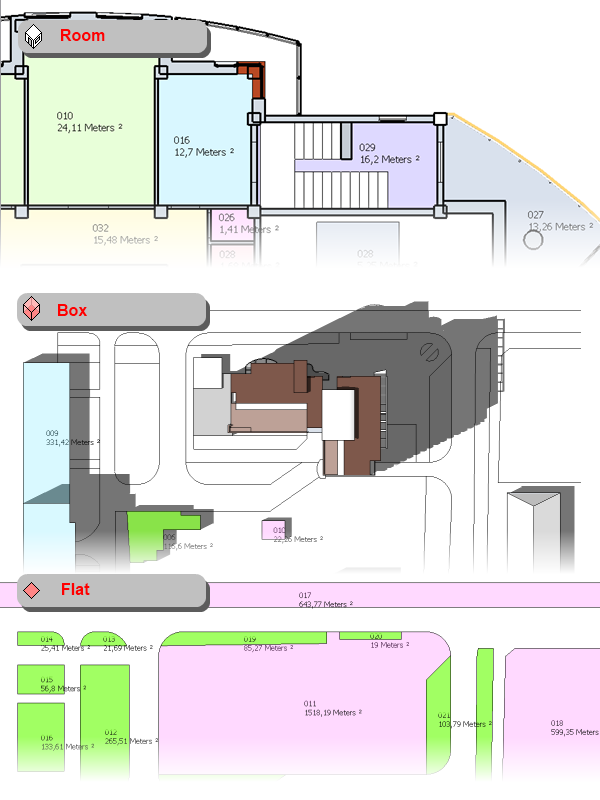 Room
010
24,11 Meters ²
016
12,7 Meters ²
029
16,2 Meters ²
032
15,48 Meters ²
026
1,41 Meters ²
027
13,26 Meters ²
028
028
Box
009
331,42 Meters ²
006
115,6 Meters ²
010
22,26 Meters ²
Flat
017
643,77 Meters ²
014
25,41 Meters ²
013
21,69 Meters ²
019
85,27 Meters ²
020
19 Meters ²
015
56,8 Meters ²
011
1518,19 Meters ²
021
103,79 Meters ²
018
599,35 Meters ²
016
133,61 Meters ²
012
265,51 Meters ²